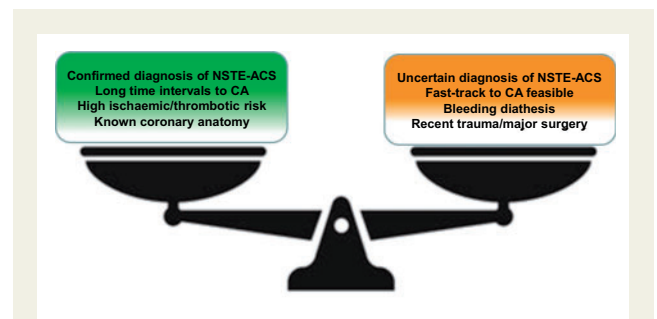 Confirmed diagnosis of NSTE-ACS
Long time intervals to CA
High ischaemic/thrombotic risk
Known coronary anatomy
Uncertain diagnosis of NSTE-ACS
Fast-track to CA feasible
Bleeding diathesis
Recent trauma/major surgery